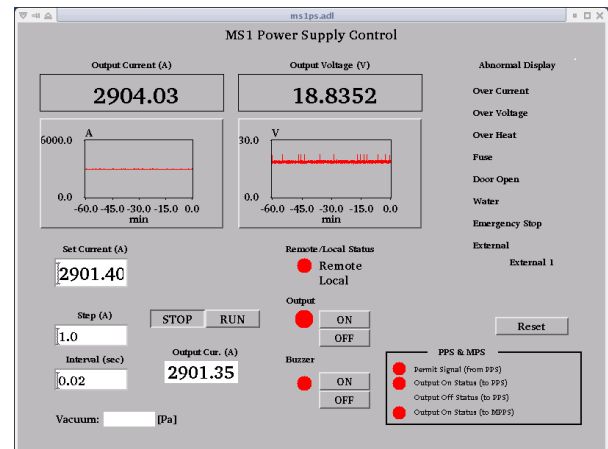 ms1ps.adl
MS1 Power Supply Control
Output Current (A)
Output Voltage (V)
Abnormal Display
2904.03
18.8352
Over Current
Over Voltage
Over Heat
Fuse
Door Open
Water
Emergency Stop
External
External 1
A
6000.0
0.0
-60.0 -45.0 -30.0 -15.0 0.0
min
V
30.0
0.0
-60.0 -45.0 -30.0 -15.0 0.0
min
Set Current (A)
2901.40
Remote/Local Status
Remote
Local
Step (A)
1.0
STOP RUN
Output
ON
OFF
Reset
Interval (sec)
0.02
Output Cur. (A)
2901.35
Buzzer
ON
OFF
PPS & MPS
Permit Signal (from PPS)
Output On Status (to PPS)
Output Off Status (to PPS)
Output On Status (to MPPS)
Vacuum: [Pa]